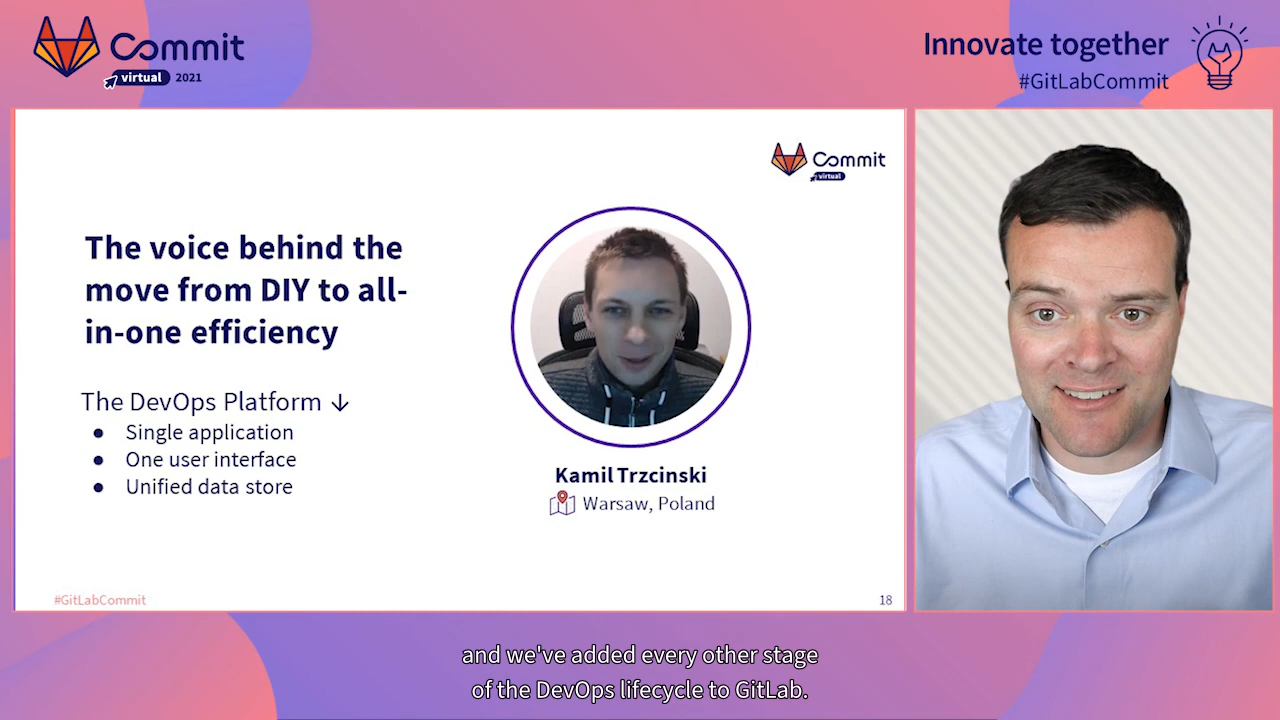 Commit
virtual 2021
Innovate together
#GitLabCommit
Commit
virtual
The voice behind the
move from DIY to all-
in-one efficiency
The DevOps Platform ↓
● Single application
● One user interface
● Unified data store
Kamil Trzcinski
Warsaw, Poland
#GitLabCommit
18
and we've added every other stage
of the DevOps lifecycle to GitLab.